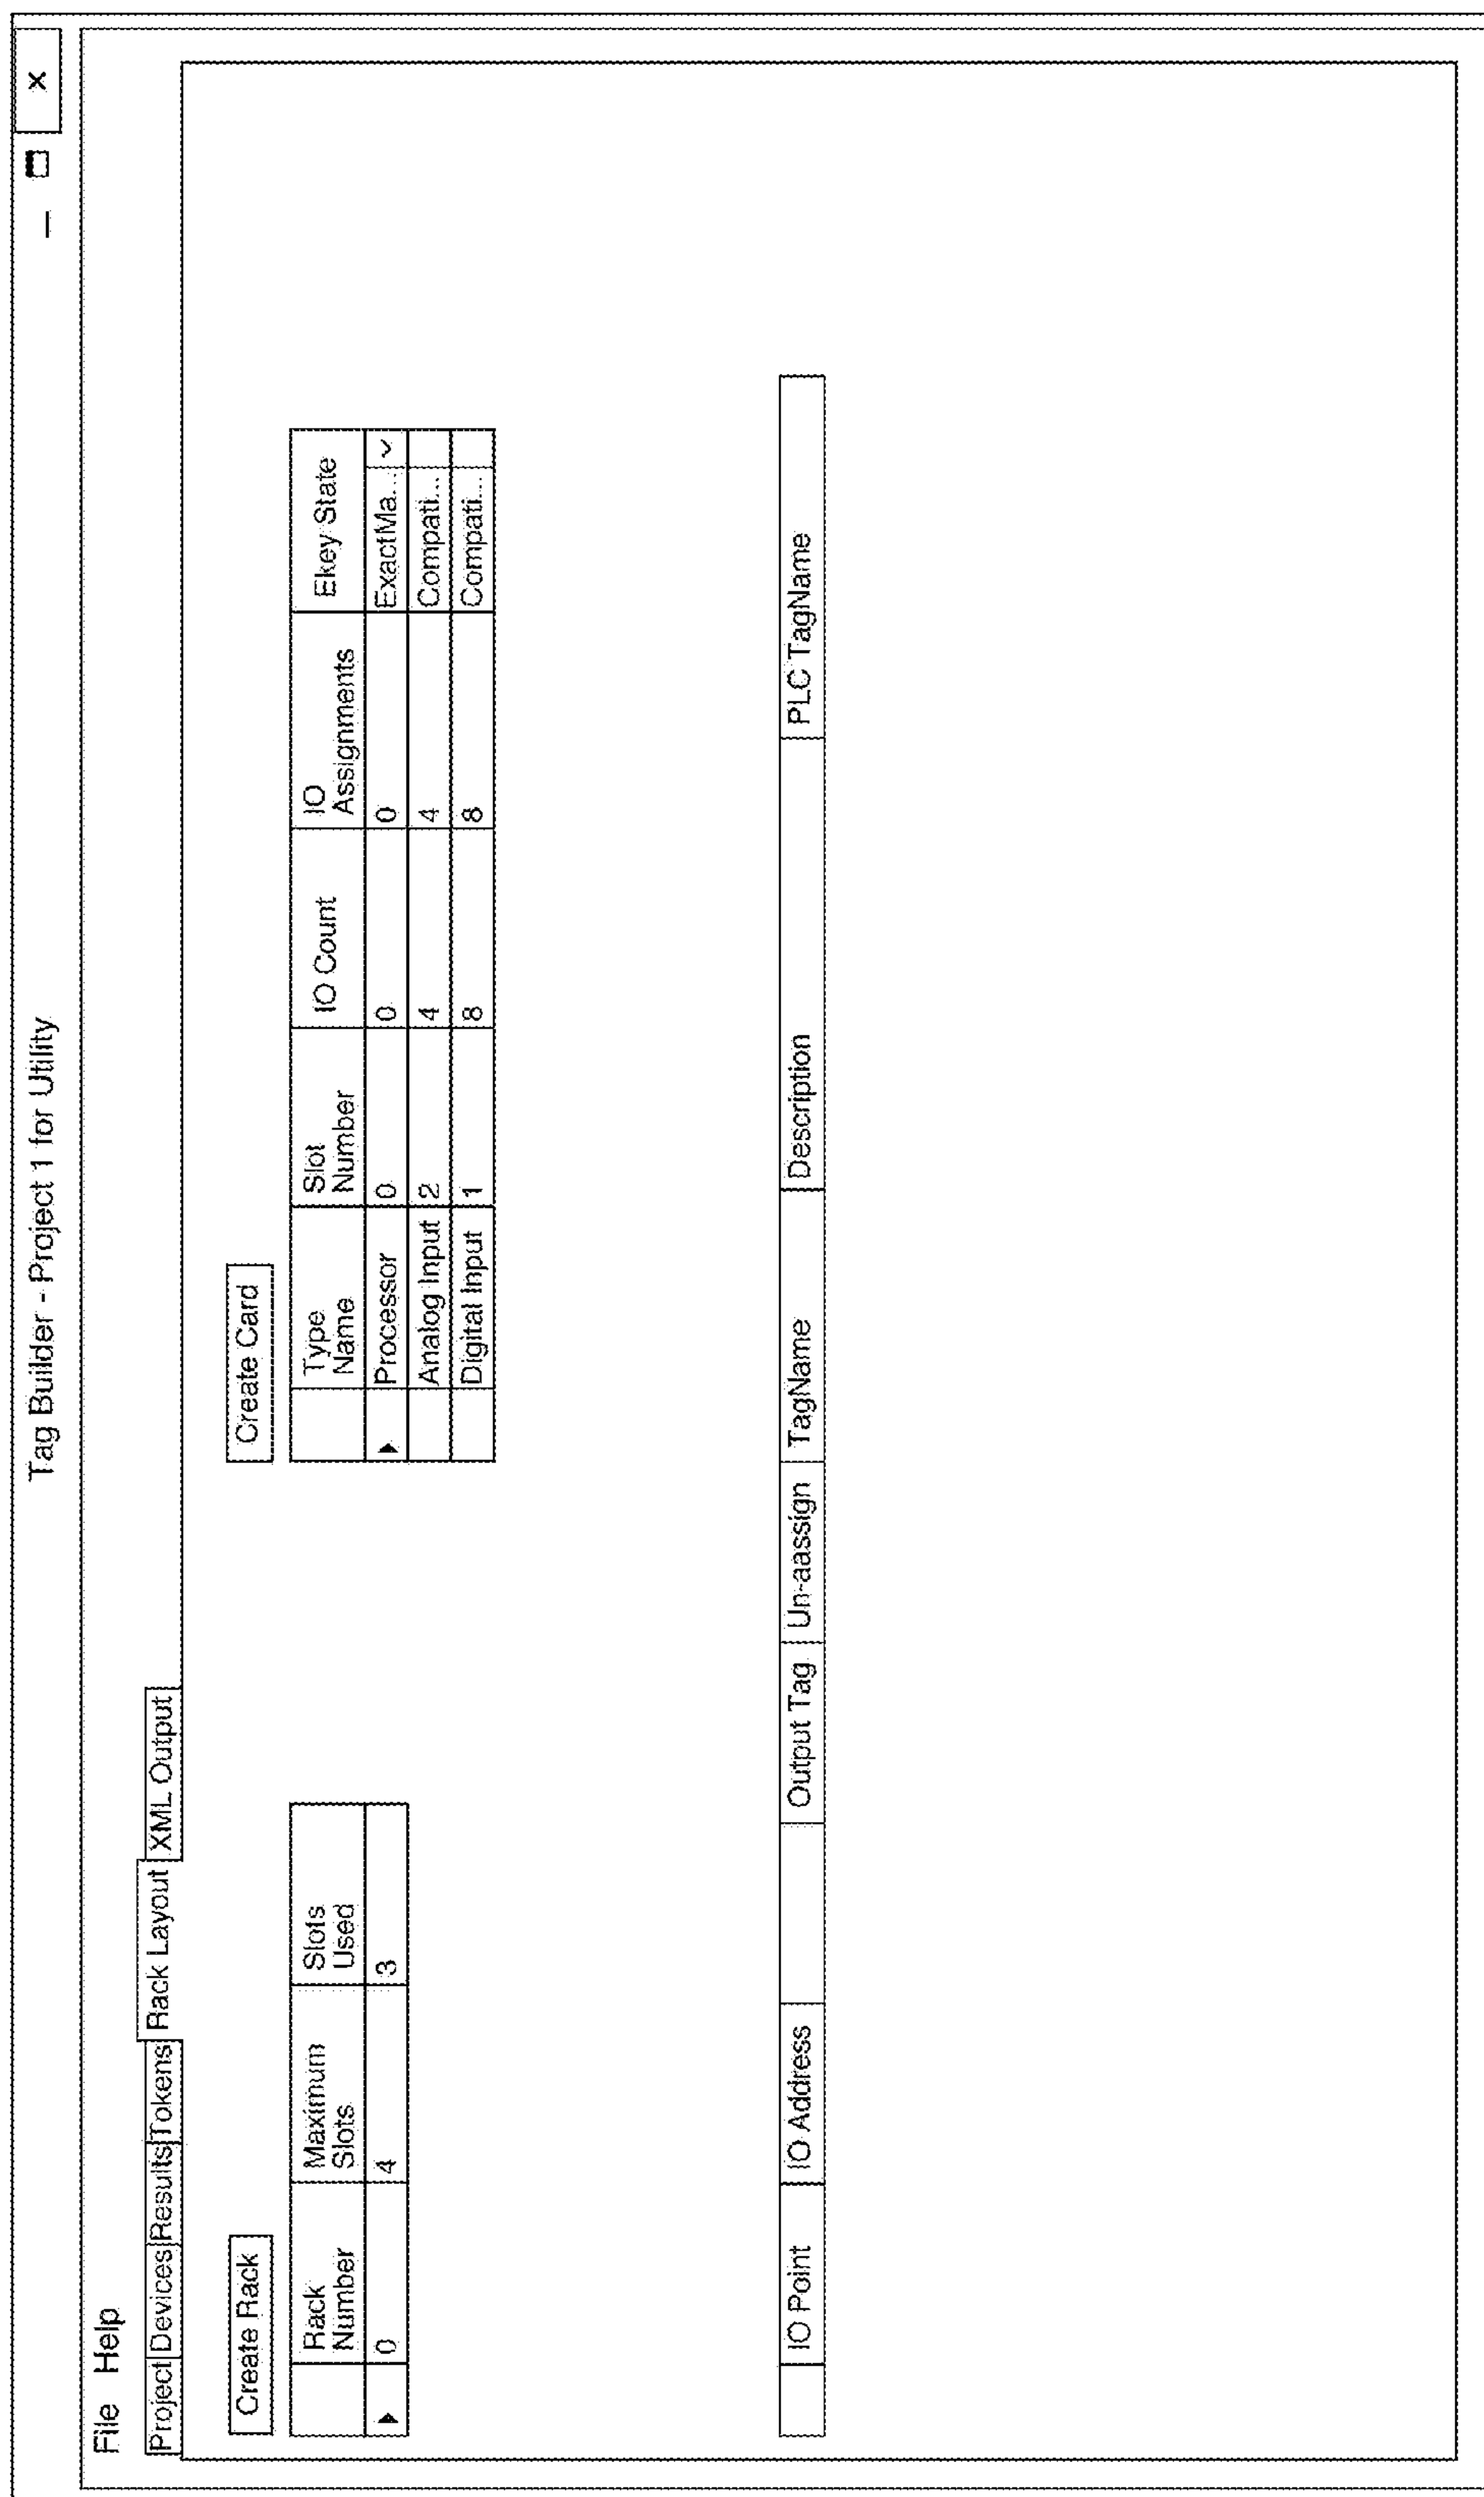 Tag Builder - Project 1 for Utility
x
File Help
Project Devices Results Tokens Rack Layout XML Output
Create Rack
Create Card
Rack Number Maximum Slots Slots Used
0 4 3
Type Name Slot Number IO Count IO Assignments Ekey State
Processor 0 0 0 ExactMa...
Analog Input 2 4 4 Compati...
Digital Input 1 8 8 Compati...
IO Point IO Address Output Tag Un-aassign TagName Description PLC TagName